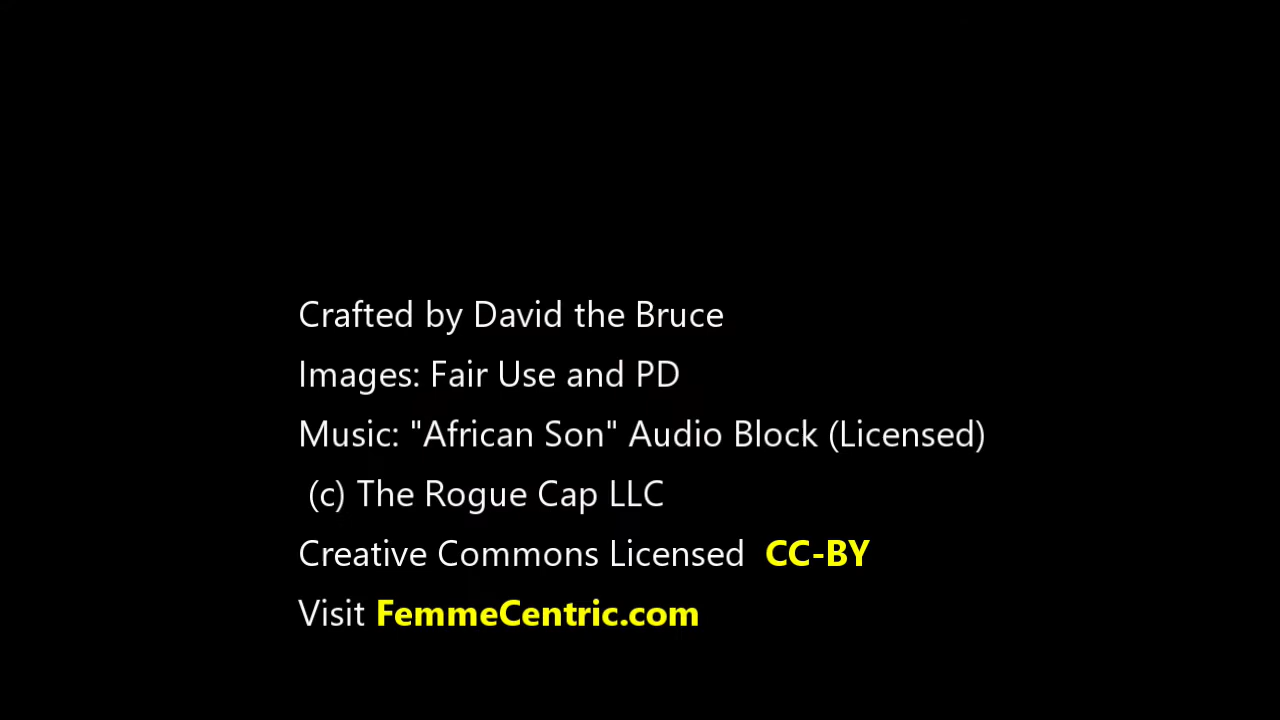 Crafted by David the Bruce
Images: Fair Use and PD
Music: "African Son" Audio Block (Licensed)
(c) The Rogue Cap LLC
Creative Commons Licensed CC-BY
Visit FemmeCentric.com